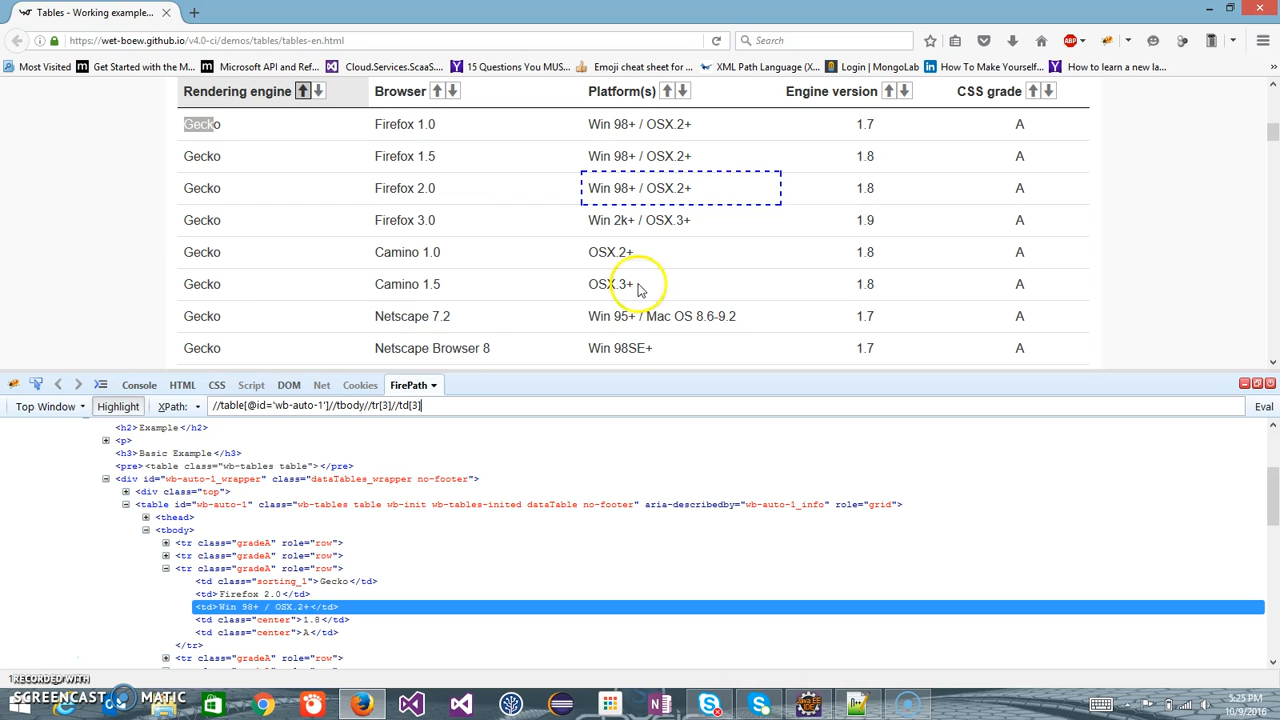 Tables - Working example...
https://wet-boew.github.io/v4.0-ci/demos/tables/tables-en.html
Search
ABP
Most Visited
Get Started with the M...
Microsoft API and Ref...
Cloud.Services.ScaaS...
15 Questions You MUS...
Emoji cheat sheet for ...
XML Path Language (X...
Login | MongoLab
How To Make Yourself...
How to learn a new la...
Rendering engine Browser Platform(s) Engine version CSS grade
Gecko Firefox 1.0 Win 98+ / OSX.2+ 1.7 A
Gecko Firefox 1.5 Win 98+ / OSX.2+ 1.8 A
Gecko Firefox 2.0 Win 98+ / OSX.2+ 1.8 A
Gecko Firefox 3.0 Win 2k+ / OSX.3+ 1.9 A
Gecko Camino 1.0 OSX.2+ 1.8 A
Gecko Camino 1.5 OSX.3+ 1.8 A
Gecko Netscape 7.2 Win 95+ / Mac OS 8.6-9.2 1.7 A
Gecko Netscape Browser 8 Win 98SE+ 1.7 A
Console HTML CSS Script DOM Net Cookies FirePath
Top Window Highlight XPath: //table[@id='wb-auto-1']//tbody//tr[3]//td[3] Eval
<h2>Example</h2>
<p>
<h3>Basic Example</h3>
<pre><table class="wb-tables table"></pre>
<div id="wb-auto-1_wrapper" class="dataTables_wrapper no-footer">
<div class="top">
<table id="wb-auto-1" class="wb-tables table wb-init wb-tables-inited dataTable no-footer" aria-describedby="wb-auto-1_info" role="grid">
<thead>
<tbody>
<tr class="gradeA" role="row">
<tr class="gradeA" role="row">
<tr class="gradeA" role="row">
<td class="sorting_1">Gecko</td>
<td>Firefox 2.0</td>
<td>Win 98+ / OSX.2+</td>
<td class="center">1.8</td>
<td class="center">A</td>
</tr>
<tr class="gradeA" role="row">
RECORDED WITH
SCREENCAST MATIC
5:25 PM
10/9/2016